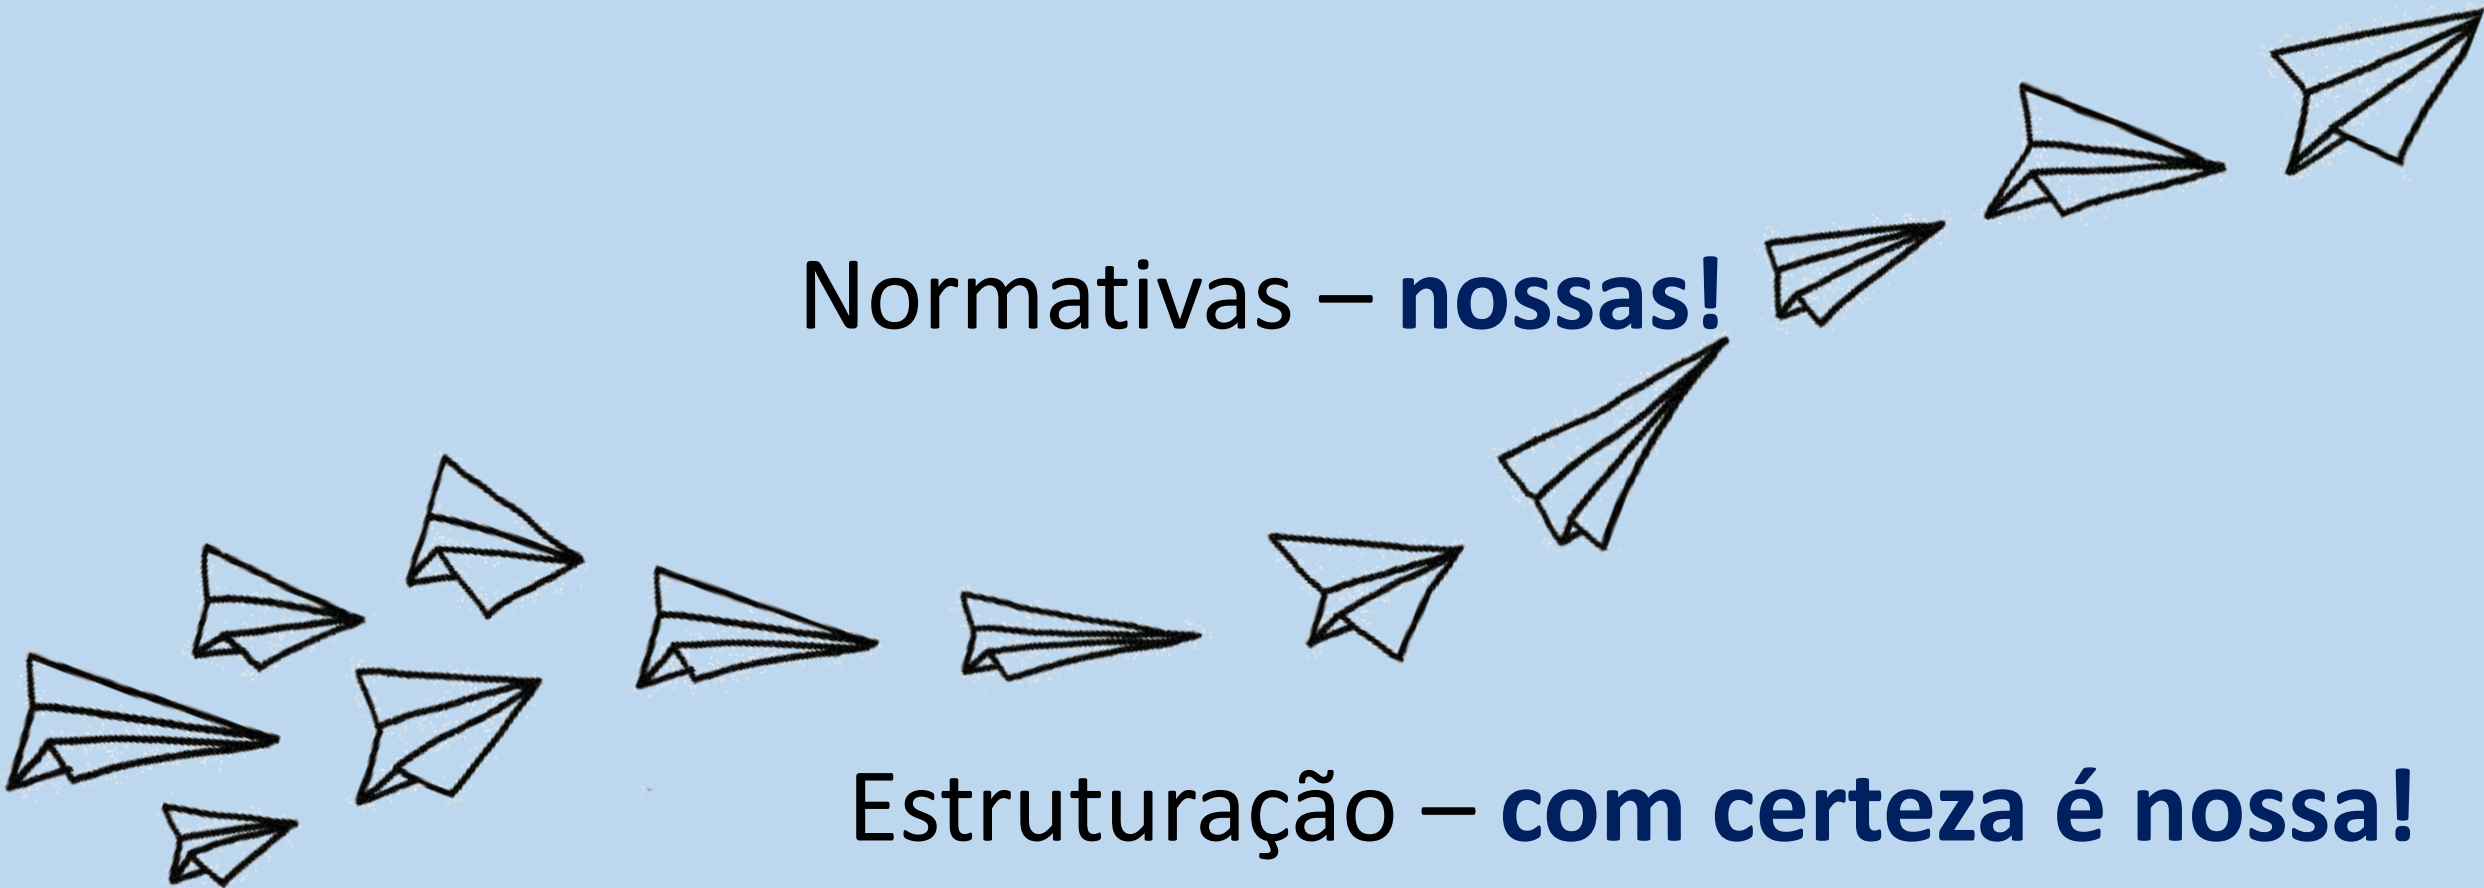 Normativas – nossas!
Estruturação – com certeza é nossa!